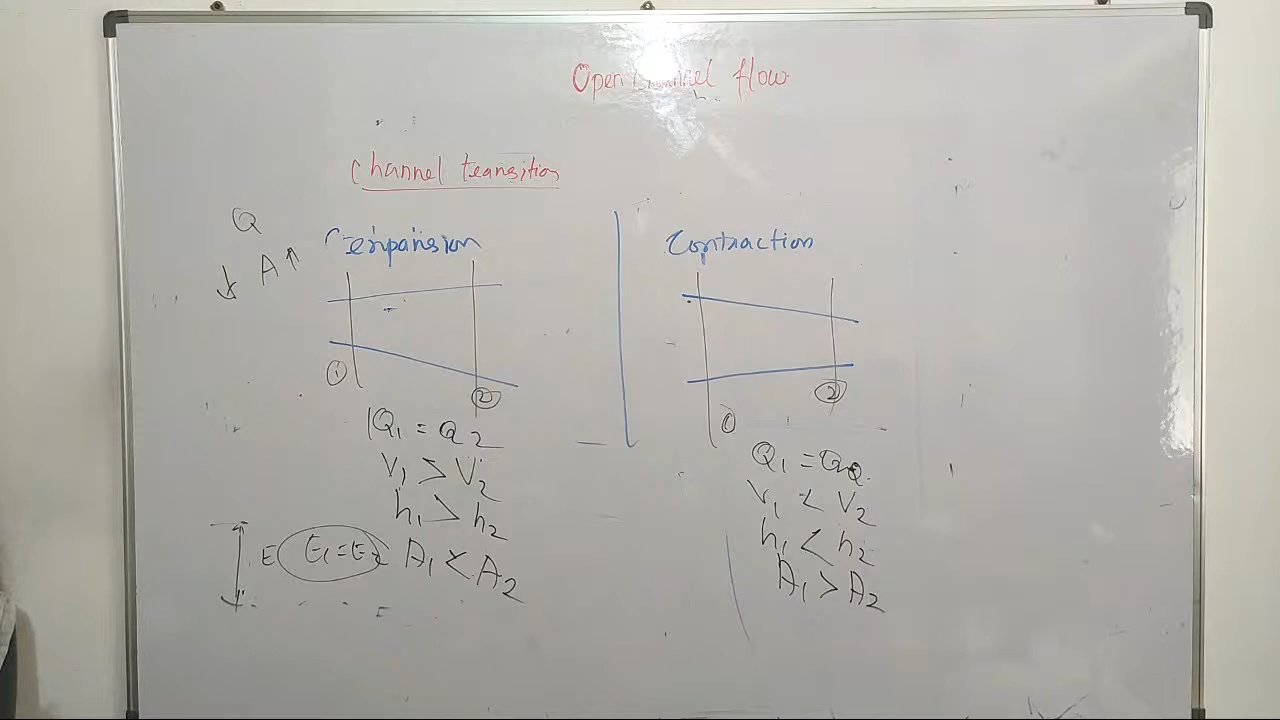 Open channel flow
Channel transition
Q
A ↑
↓
Expansion
①
②
Q₁ = Q₂
V₁ > V₂
h₁ > h₂
A₁ < A₂
E
E₁ = E₂
Contraction
①
②
Q₁ = Q₂
V₁ < V₂
h₁ < h₂
A₁ > A₂